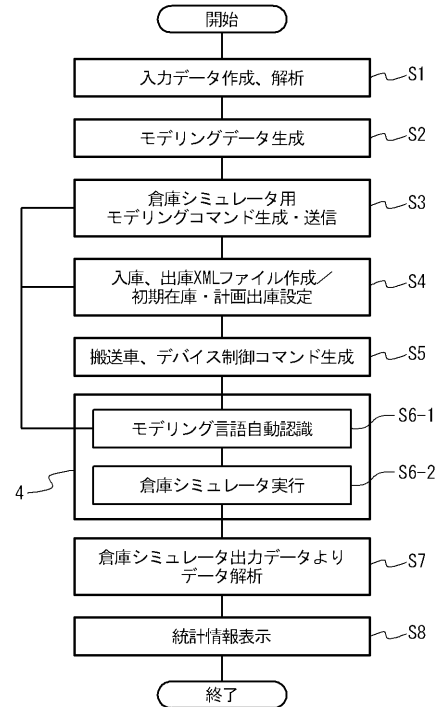 開始
入力データ作成、解析
S1
モデリングデータ生成
S2
倉庫シミュレータ用
モデリングコマンド生成・送信
S3
入庫、出庫XMLファイル作成／
初期在庫・計画出庫設定
S4
搬送車、デバイス制御コマンド生成
S5
モデリング言語自動認識
S6-1
倉庫シミュレータ実行
S6-2
4
倉庫シミュレータ出力データより
データ解析
S7
統計情報表示
S8
終了